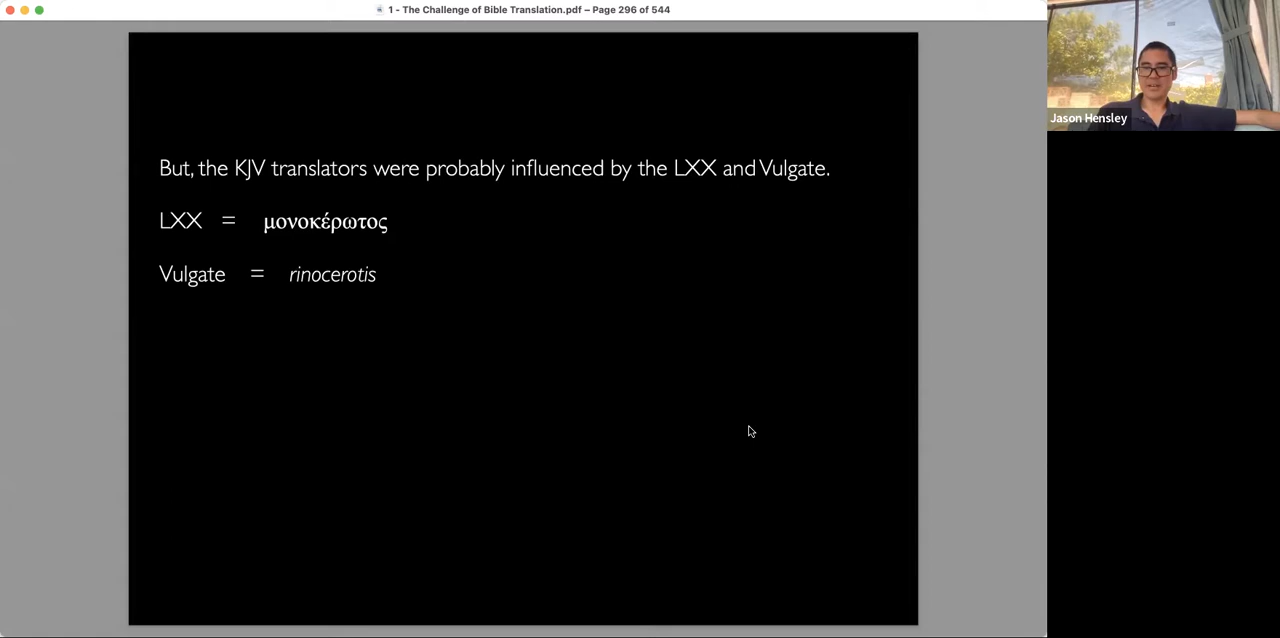 1 - The Challenge of Bible Translation.pdf – Page 296 of 544
Jason Hensley
But, the KJV translators were probably influenced by the LXX and Vulgate.
LXX = μονοκέρωτος
Vulgate = rinocerotis